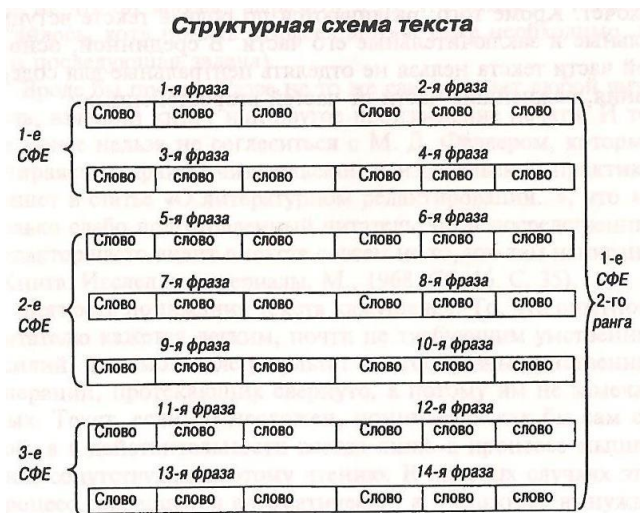 Структурная схема текста
1-я фраза 2-я фраза
Слово слово слово Слово слово слово
1-е
СФЕ
3-я фраза 4-я фраза
Слово слово слово Слово слово слово
5-я фраза 6-я фраза
Слово слово слово Слово слово слово
2-е
СФЕ
7-я фраза 8-я фраза
Слово слово слово Слово слово слово
9-я фраза 10-я фраза
Слово слово слово Слово слово слово
1-е
СФЕ
2-го
ранга
11-я фраза 12-я фраза
Слово слово слово Слово слово слово
3-е
СФЕ
13-я фраза 14-я фраза
Слово слово слово Слово слово слово